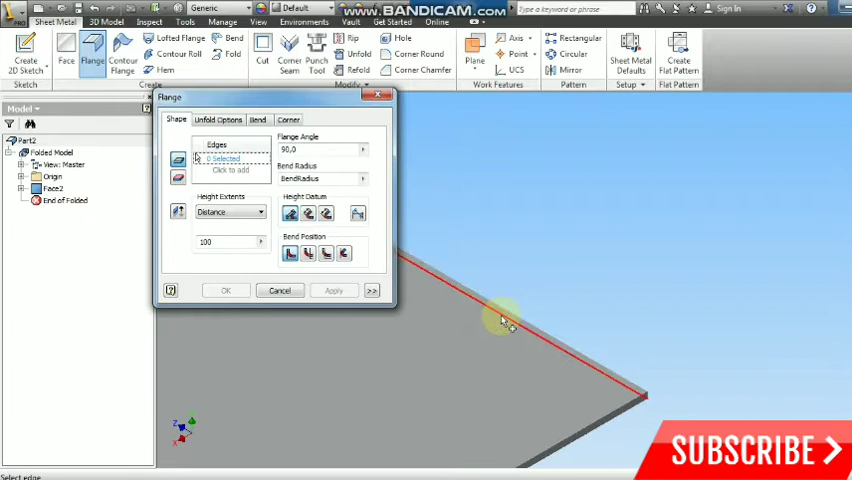 Generic
Default
www.BANDICAM.com
Sign In
PRO
Sheet Metal
3D Model
Inspect
Tools
Manage
View
Environments
Vault
Get Started
Online
Create
2D Sketch
Sketch
Face
Flange
Contour
Flange
Lofted Flange
Contour Roll
Hem
Bend
Fold
Create
Cut
Corner
Seam
Punch
Tool
Rip
Unfold
Refold
Hole
Corner Round
Corner Chamfer
Modify
Plane
Axis
Point
UCS
Work Features
Rectangular
Circular
Mirror
Pattern
Sheet Metal
Defaults
Setup
Create
Flat Pattern
Flat Pattern
Model
Part2
Folded Model
View: Master
Origin
Face2
End of Folded
Flange
Shape
Unfold Options
Bend
Corner
Edges
0 Selected
Click to add
Flange Angle
90,0
Bend Radius
BendRadius
Height Extents
Distance
100
Height Datum
Bend Position
OK
Cancel
Apply
>>
Z
X
SUBSCRIBE
Select edge